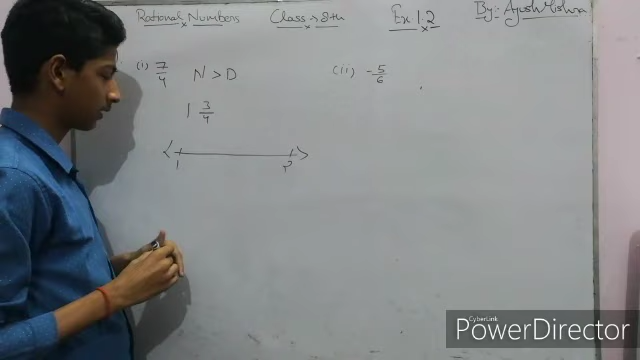 Rational Numbers Class > 8th Ex 1.2 By:- Ayush Mishra
(i) 7/4 N > D (ii) -5/6
1 3/4
1 2
CyberLink
PowerDirector